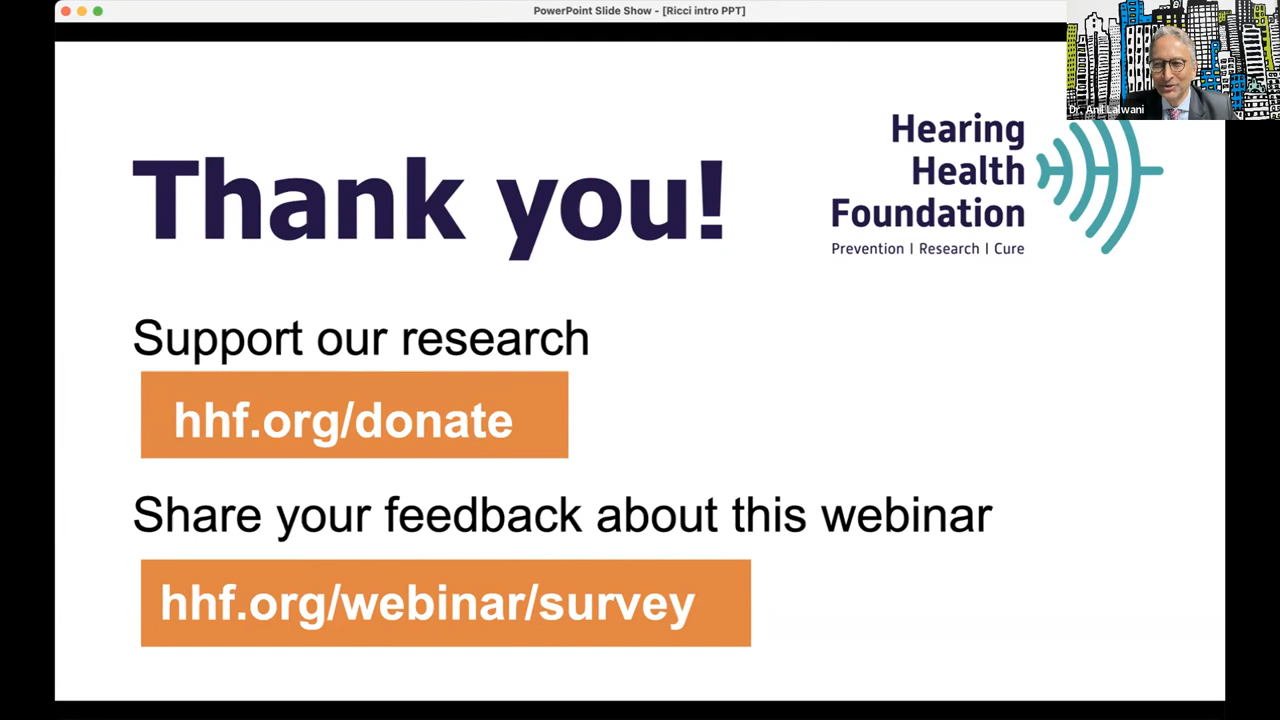 PowerPoint Slide Show - [Ricci intro PPT]
Dr. Anil Lalwani
Hearing
Health
Foundation
Prevention | Research | Cure
Thank you!
Support our research
hhf.org/donate
Share your feedback about this webinar
hhf.org/webinar/survey